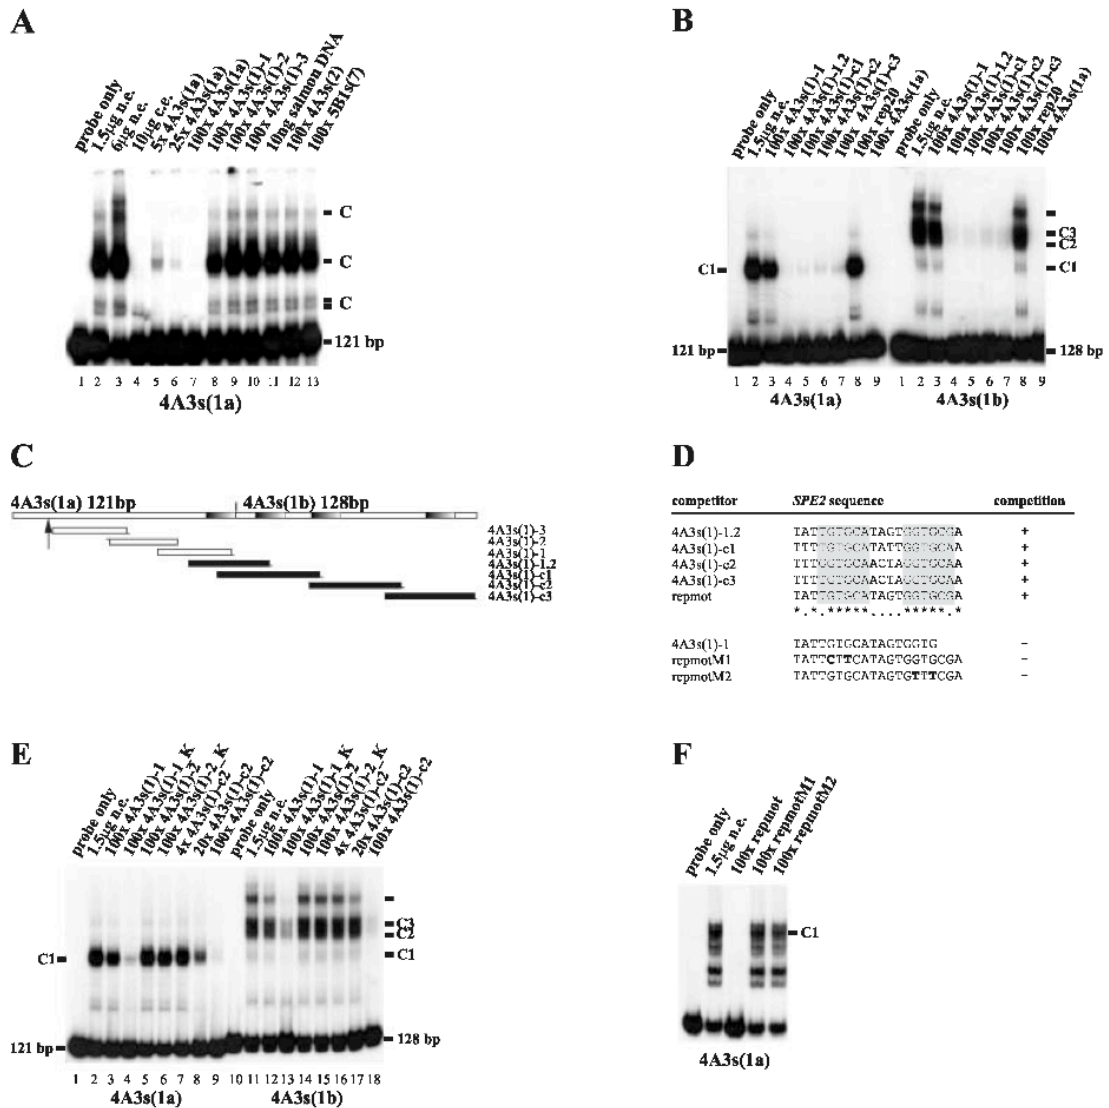 A
probe only
1.5μg n.e.
6μg n.e.
10μg c.e.
5x 4A3s(1a)
25x 4A3s(1a)
100x 4A3s(1a)
100x 4A3s(1)-1
100x 4A3s(1)-2
100x 4A3s(1)-3
10ng salmon DNA
100x 4A3s(2)
100x 5B1s(7)
C
C
C
121 bp
1 2 3 4 5 6 7 8 9 10 11 12 13
4A3s(1a)
B
probe only
1.5μg n.e.
100x 4A3s(1)-1
100x 4A3s(1)-1.2
100x 4A3s(1)-c1
100x 4A3s(1)-c2
100x 4A3s(1)-c3
100x rep20
100x 4A3s(1a)
probe only
1.5μg n.e.
100x 4A3s(1)-1
100x 4A3s(1)-1.2
100x 4A3s(1)-c1
100x 4A3s(1)-c2
100x 4A3s(1)-c3
100x rep20
100x 4A3s(1a)
C1
C3
C2
C1
121 bp
128 bp
1 2 3 4 5 6 7 8 9 1 2 3 4 5 6 7 8 9
4A3s(1a) 4A3s(1b)
C
4A3s(1a) 121bp 4A3s(1b) 128bp
4A3s(1)-3
4A3s(1)-2
4A3s(1)-1
4A3s(1)-1.2
4A3s(1)-c1
4A3s(1)-c2
4A3s(1)-c3
D
competitor SPE2 sequence competition
4A3s(1)-1.2 TATTGTGCATAGTGGTGCGA +
4A3s(1)-c1 TTTTGTGCATATTGGTGCAA +
4A3s(1)-c2 TTTTGTGCAACTAGGTGCAA +
4A3s(1)-c3 TATTGTGCAACTAGGTGCAA +
repmot TATTGTGCATAGTGGTGCGA +
*.*.*****....*****.*
4A3s(1)-1 TATTGTGCATAGTGGTG –
repmotM1 TATTCTTCATAGTGGTGCGA –
repmotM2 TATTGTGCATAGTGTTTCGA –
E
probe only
1.5μg n.e.
100x 4A3s(1)-1
100x 4A3s(1)-1_K
100x 4A3s(1)-2
100x 4A3s(1)-2_K
4x 4A3s(1)-c2
20x 4A3s(1)-c2
100x 4A3s(1)-c2
probe only
1.5μg n.e.
100x 4A3s(1)-1
100x 4A3s(1)-1_K
100x 4A3s(1)-2
100x 4A3s(1)-2_K
4x 4A3s(1)-c2
20x 4A3s(1)-c2
100x 4A3s(1)-c2
C1
C3
C2
C1
121 bp
128 bp
1 2 3 4 5 6 7 8 9 10 11 12 13 14 15 16 17 18
4A3s(1a) 4A3s(1b)
F
probe only
1.5μg n.e.
100x repmot
100x repmotM1
100x repmotM2
C1
4A3s(1a)